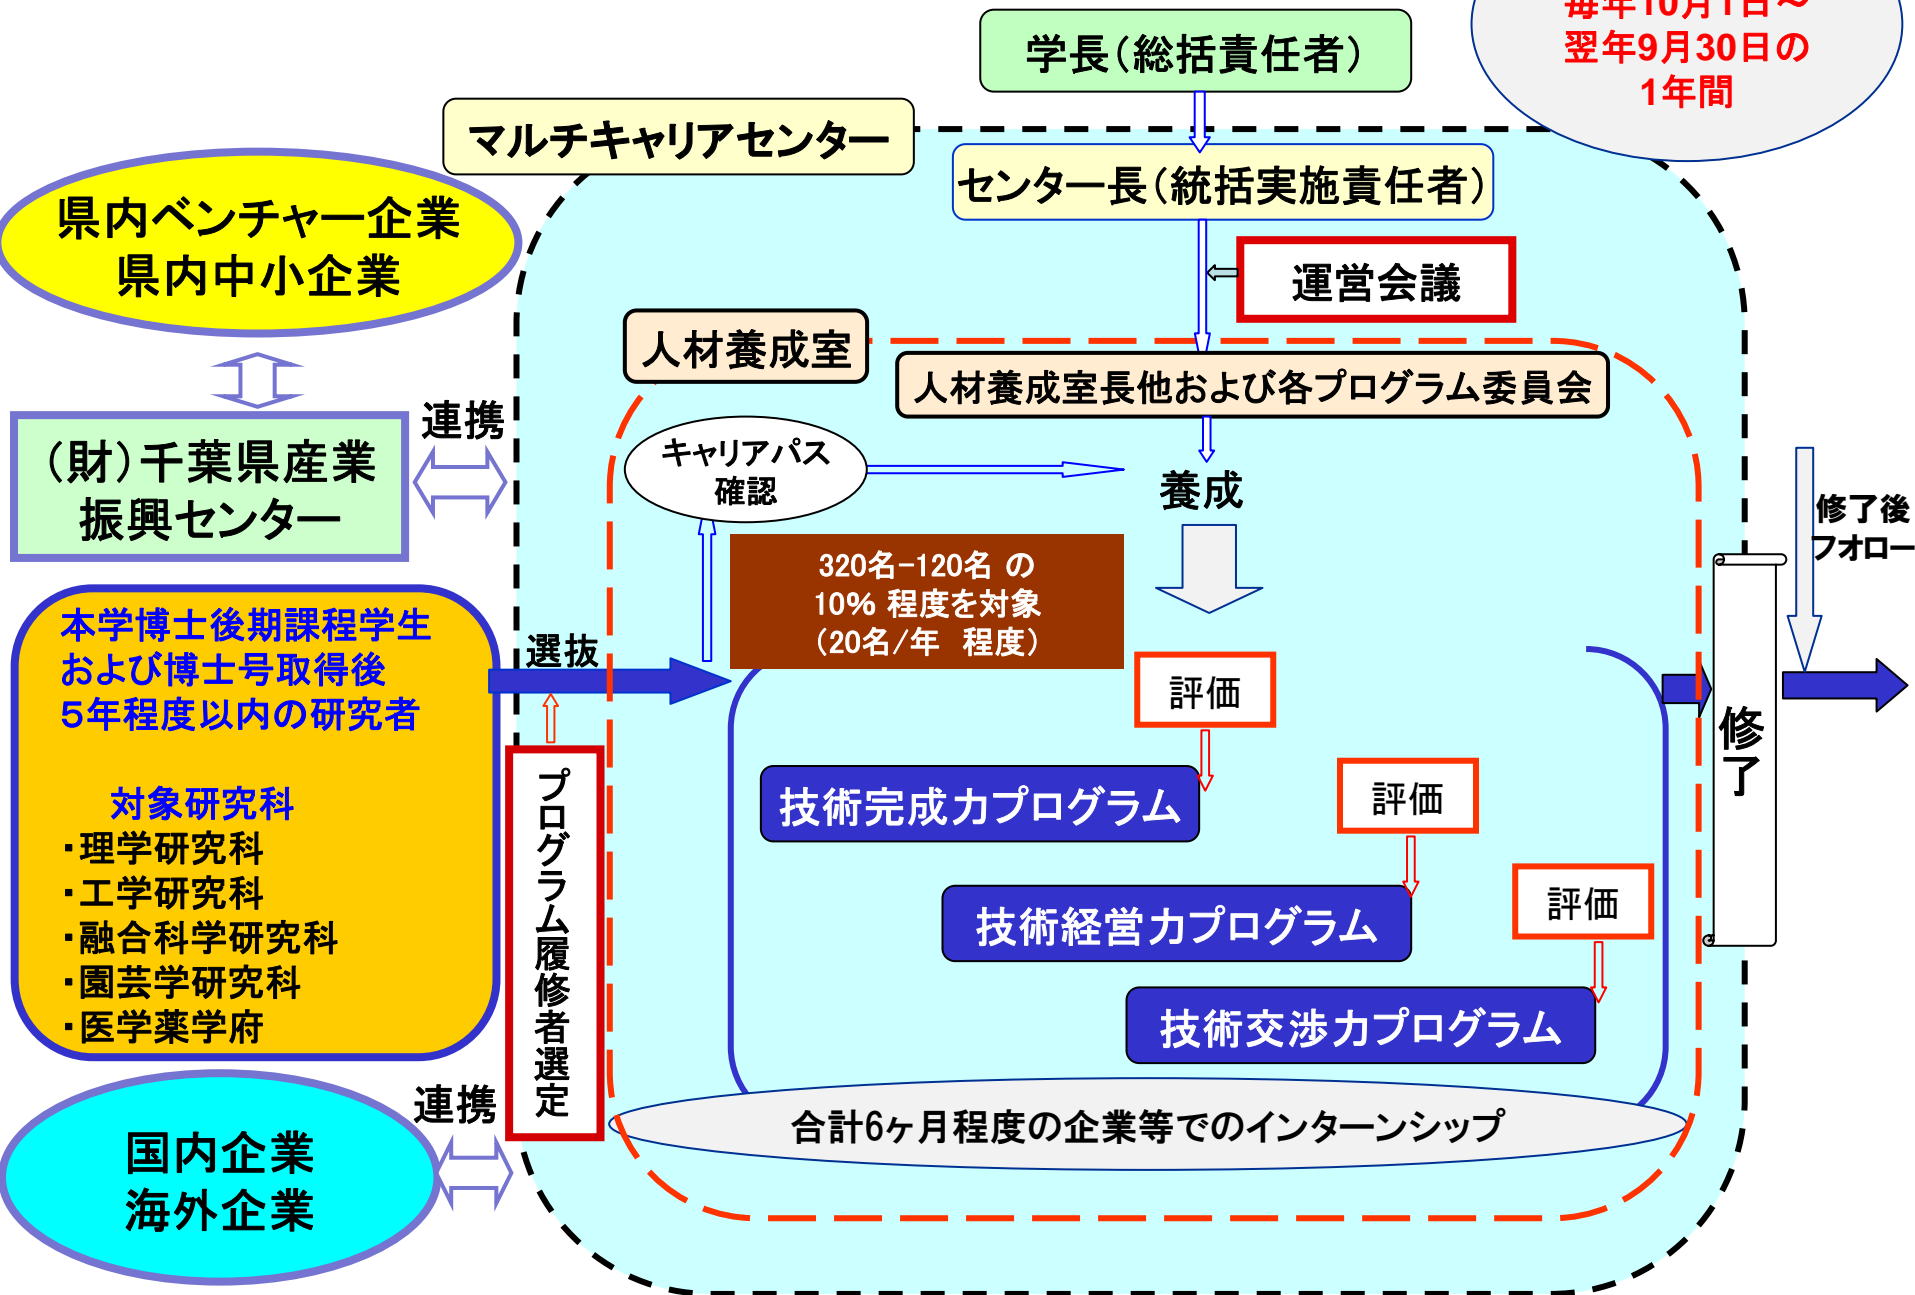 毎年10月1日～
翌年9月30日の
1年間
学長（総括責任者）
マルチキャリアセンター
センター長（統括実施責任者）
運営会議
県内ベンチャー企業
県内中小企業
人材養成室
人材養成室長他および各プログラム委員会
連携
（財）千葉県産業
振興センター
キャリアパス
確認
養成
修了後
フォロー
320名-120名 の
10% 程度を対象
（20名/年　程度）
本学博士後期課程学生
および博士号取得後
５年程度以内の研究者
対象研究科
・理学研究科
・工学研究科
・融合科学研究科
・園芸学研究科
・医学薬学府
選抜
評価
技術完成力プログラム
評価
技術経営力プログラム
評価
技術交渉力プログラム
修了
プログラム履修者選定
連携
国内企業
海外企業
合計6ヶ月程度の企業等でのインターンシップ